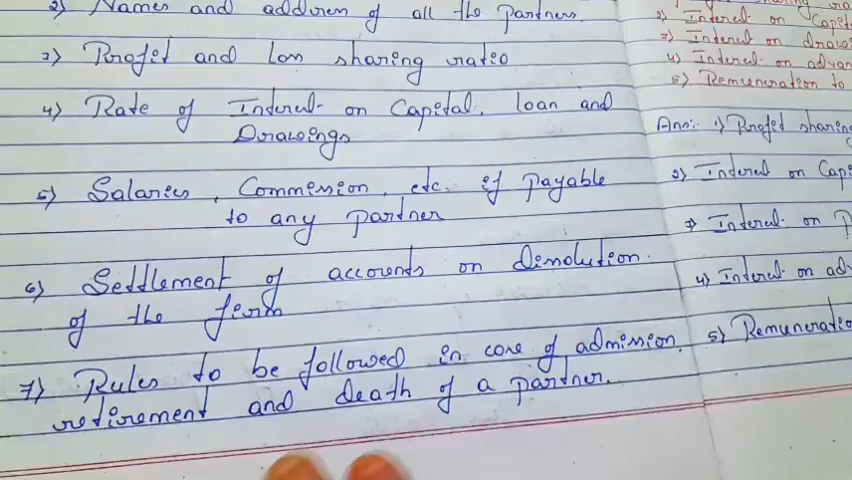 2) Names and address of all the Partners
3) Profit and Loss sharing ratio
4) Rate of Interest on Capital, loan and
Drawings
5) Salaries, Commission, etc. if payable
to any partner
6) Settlement of accounts on dissolution
of the firm
7) Rules to be followed in case of admission,
retirement and death of a partner.
2) Interest on Capit
3) Interest on draw
4) Interest on advan
5) Remuneration to
Ans: 1) Profit sharing
2) Interest on Capi
3) Interest on
4) Interest on adv
5) Remuneratio